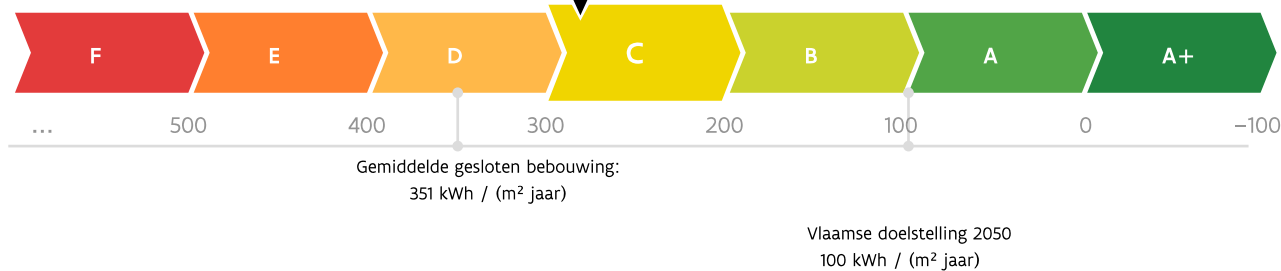 F E D C B A A+
... 500 400 300 200 100 0 –100
Gemiddelde gesloten bebouwing:
351 kWh / (m² jaar)
Vlaamse doelstelling 2050
100 kWh / (m² jaar)